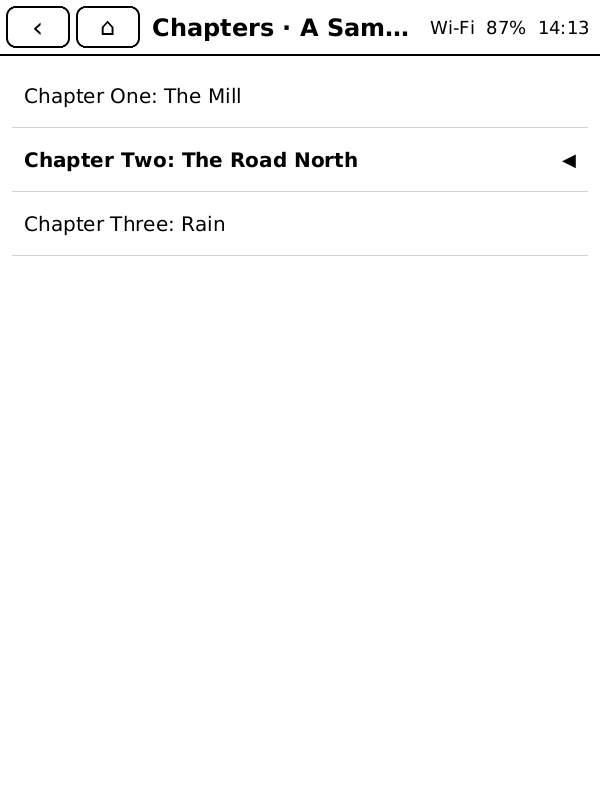 Chapters · A Sam… Wi-Fi 87% 14:13
Chapter One: The Mill
Chapter Two: The Road North
Chapter Three: Rain